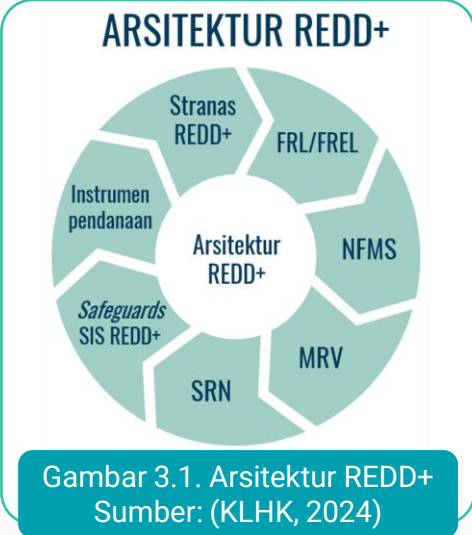 ARSITEKTUR REDD+
Stranas
REDD+
FRL/FREL
NFMS
MRV
SRN
Safeguards
SIS REDD+
Instrumen
pendanaan
Arsitektur
REDD+
Gambar 3.1. Arsitektur REDD+
Sumber: (KLHK, 2024)